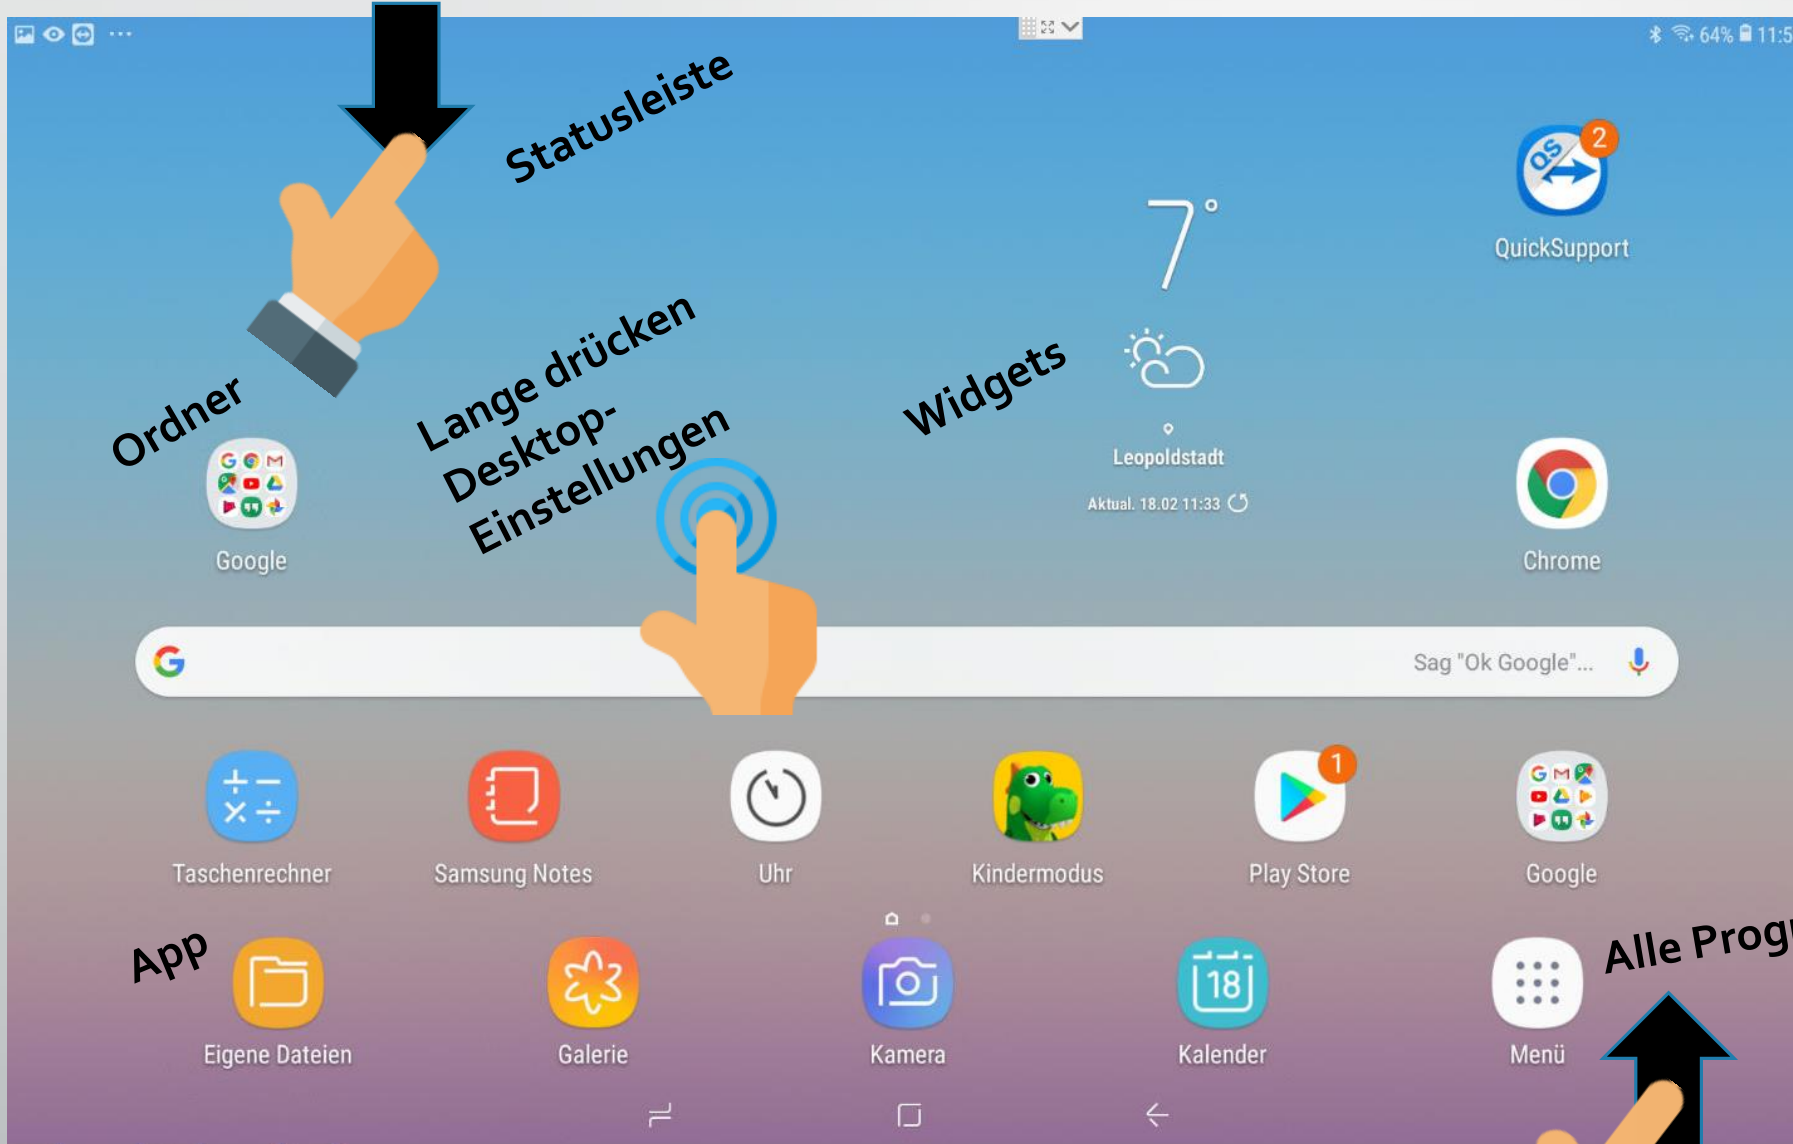 64% 11:5
Statusleiste
2
QuickSupport
7°
Lange drücken
Desktop-
Einstellungen
Widgets
Ordner
Leopoldstadt
Aktual. 18.02 11:33
Google
Chrome
Sag "Ok Google"...
1
Taschenrechner
Samsung Notes
Uhr
Kindermodus
Play Store
Google
App
Alle Prog
18
Eigene Dateien
Galerie
Kamera
Kalender
Menü